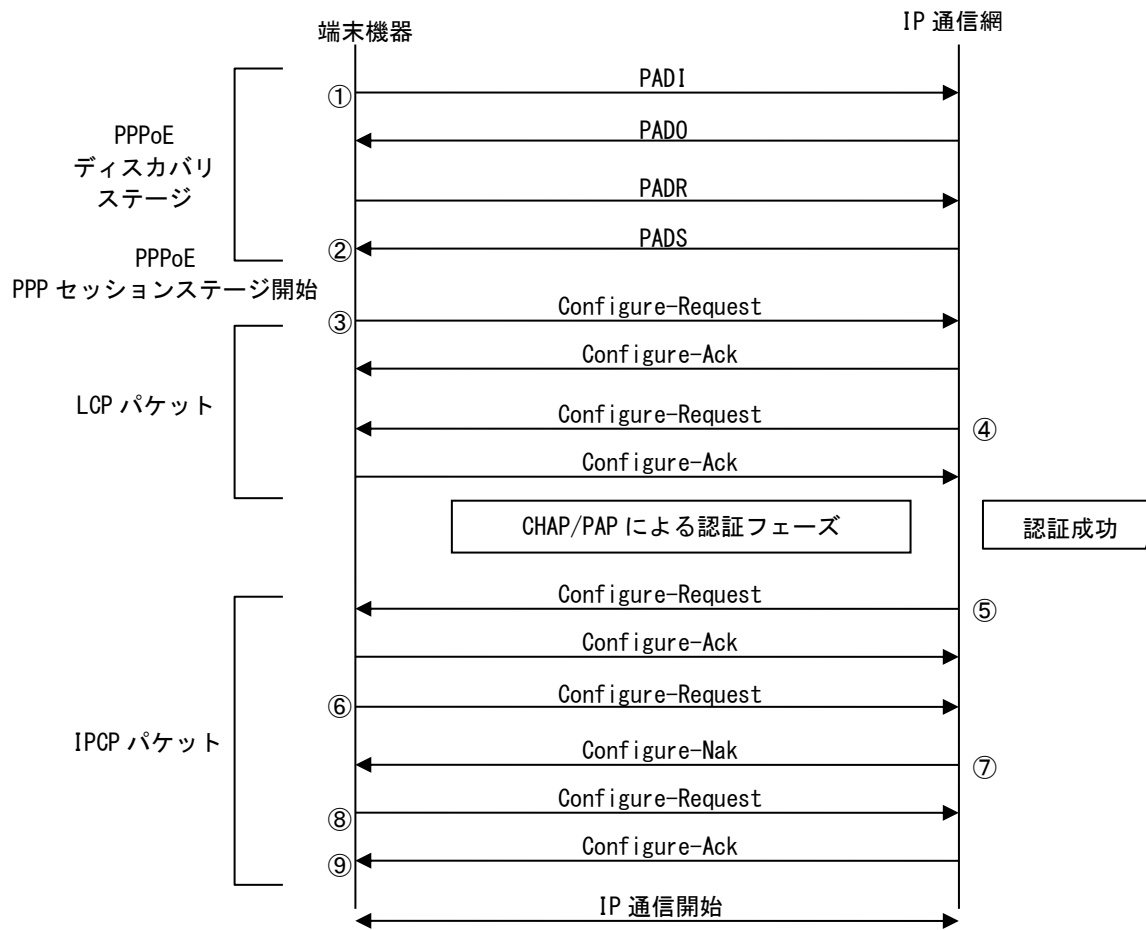 端末機器
IP 通信網
PADI
①
PPPoE
ディスカバリ
ステージ
PADO
PADR
PADS
②
PPPoE
PPP セッションステージ開始
Configure-Request
③
Configure-Ack
LCP パケット
Configure-Request
④
Configure-Ack
CHAP/PAP による認証フェーズ
認証成功
Configure-Request
⑤
Configure-Ack
Configure-Request
⑥
IPCP パケット
Configure-Nak
⑦
Configure-Request
⑧
Configure-Ack
⑨
IP 通信開始